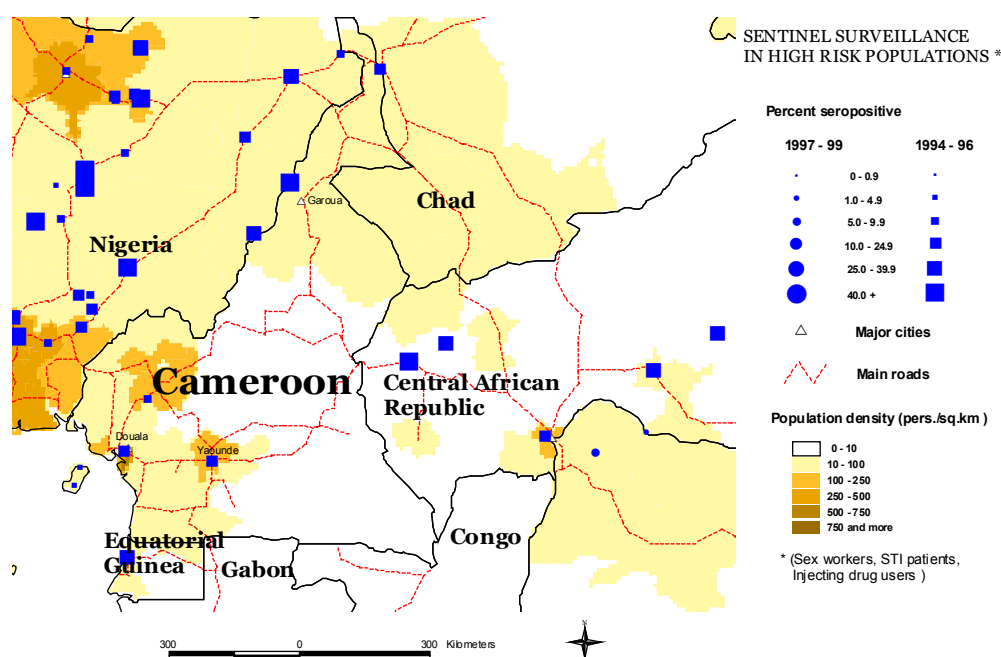 SENTINEL SURVEILLANCE
IN HIGH RISK POPULATIONS *
Percent seropositive
1997 - 99
1994 - 96
0 - 0.9
1.0 - 4.9
5.0 - 9.9
10.0 - 24.9
25.0 - 39.9
40.0 +
Major cities
Main roads
Population density (pers./sq.km )
0 - 10
10 - 100
100 - 250
250 - 500
500 - 750
750 and more
* (Sex workers, STI patients,
Injecting drug users )
Garoua
Chad
Nigeria
Cameroon
Central African
Republic
Douala
Yaounde
Equatorial
Guinea
Gabon
Congo
300
0
300
Kilometers
N